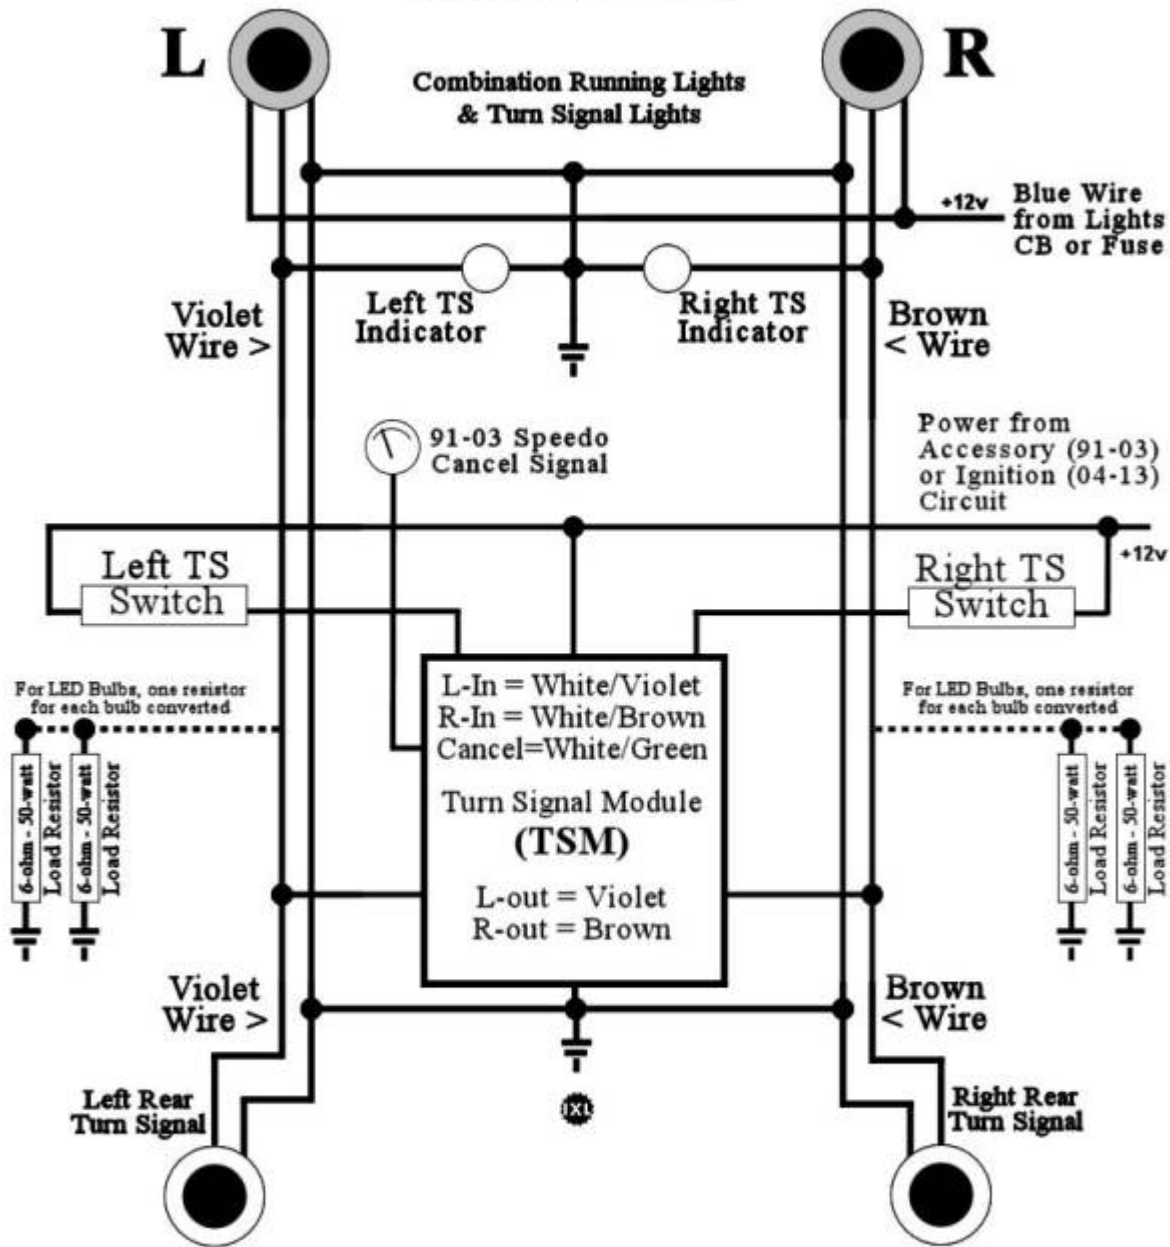 L
R
Combination Running Lights
& Turn Signal Lights
+12v
Blue Wire
from Lights
CB or Fuse
Left TS
Indicator
Right TS
Indicator
Violet
Wire >
Brown
< Wire
91-03 Speedo
Cancel Signal
Power from
Accessory (91-03)
or Ignition (04-13)
Circuit
+12v
Left TS
Switch
Right TS
Switch
For LED Bulbs, one resistor
for each bulb converted
For LED Bulbs, one resistor
for each bulb converted
L-In = White/Violet
R-In = White/Brown
Cancel=White/Green
Turn Signal Module
(TSM)
L-out = Violet
R-out = Brown
6-ohm - 50-watt
Load Resistor
6-ohm - 50-watt
Load Resistor
6-ohm - 50-watt
Load Resistor
6-ohm - 50-watt
Load Resistor
Violet
Wire >
Brown
< Wire
IXL
Left Rear
Turn Signal
Right Rear
Turn Signal